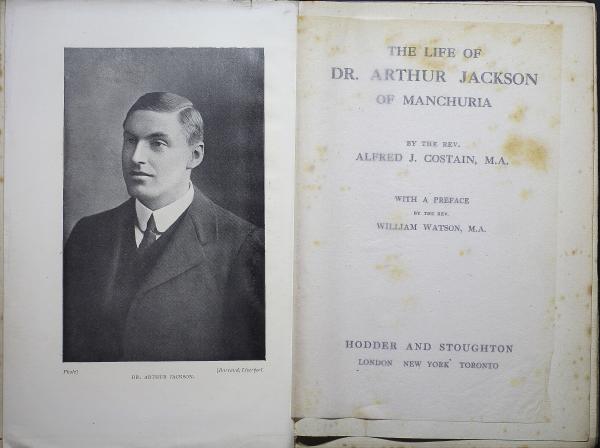 Photo]
[Barraud, Liverpool.
DR. ARTHUR JACKSON.
THE LIFE OF
DR. ARTHUR JACKSON
OF MANCHURIA
BY THE REV.
ALFRED J. COSTAIN, M.A.
WITH A PREFACE
BY THE REV.
WILLIAM WATSON, M.A.
HODDER AND STOUGHTON
LONDON NEW YORK TORONTO